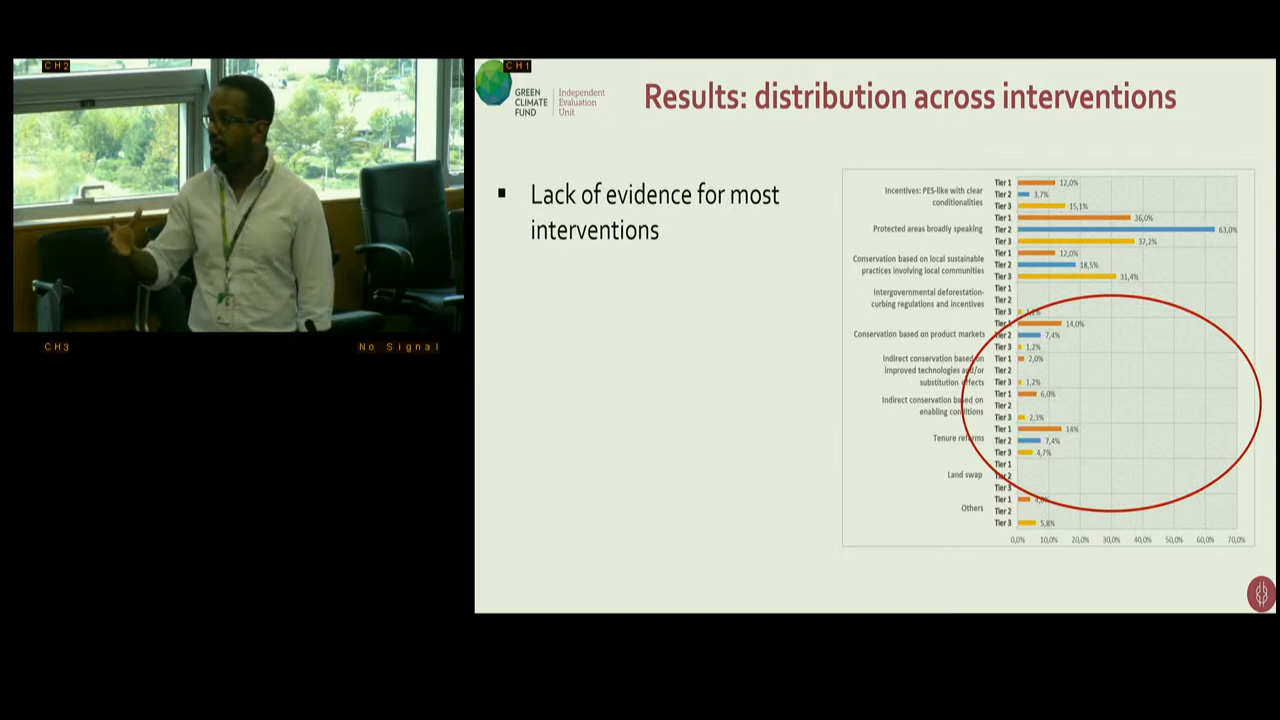 CH2
CH3
No Signal
CH1
GREEN
CLIMATE
FUND
Independent
Evaluation
Unit
Results: distribution across interventions
Lack of evidence for most
interventions
Incentives: PES-like with clear
conditionalities
Tier 1 12,0%
Tier 2 3,7%
Tier 3 15,1%
Protected areas broadly speaking
Tier 1 36,0%
Tier 2 63,0%
Tier 3 37,2%
Conservation based on local sustainable
practices involving local communities
Tier 1 12,0%
Tier 2 18,5%
Tier 3 31,4%
Intergovernmental deforestation-
curbing regulations and incentives
Tier 1
Tier 2
Tier 3
Conservation based on product markets
Tier 1 14,0%
Tier 2 7,4%
Tier 3 1,2%
Indirect conservation based on
improved technologies and/or
substitution effects
Tier 1 2,0%
Tier 2
Tier 3 1,2%
Indirect conservation based on
enabling conditions
Tier 1 6,0%
Tier 2
Tier 3 2,3%
Tenure reforms
Tier 1 14%
Tier 2 7,4%
Tier 3 4,7%
Land swap
Tier 1
Tier 2
Tier 3
Others
Tier 1
Tier 2
Tier 3 5,8%
0,0% 10,0% 20,0% 30,0% 40,0% 50,0% 60,0% 70,0%